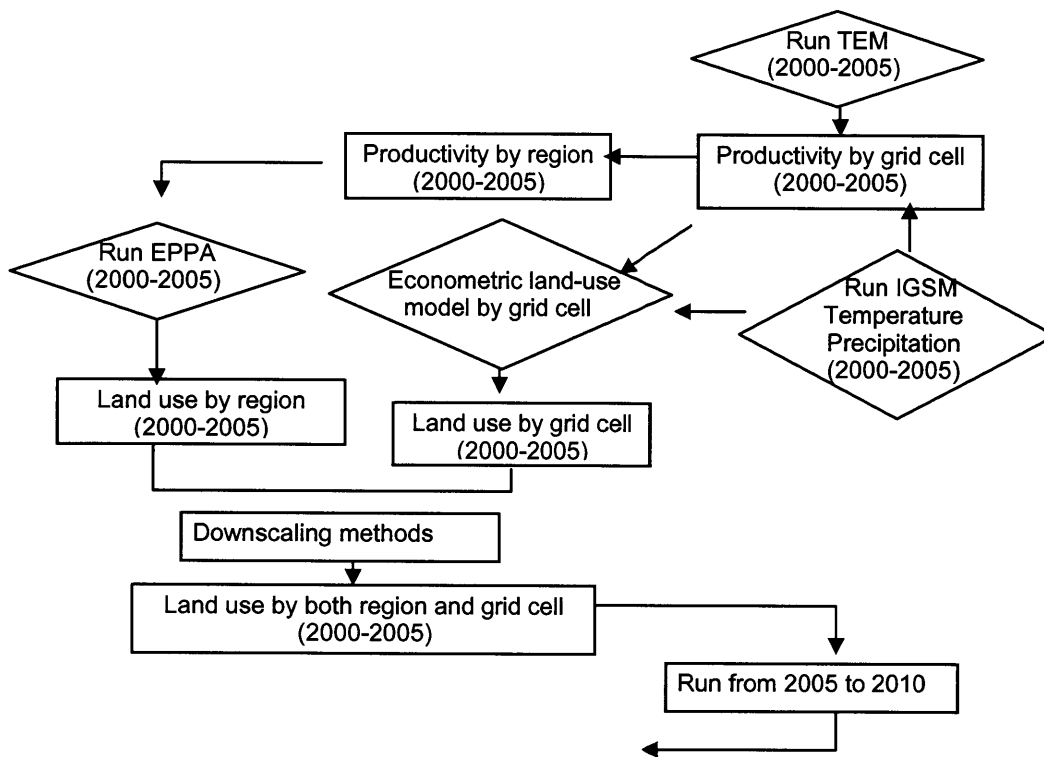 Run TEM
(2000-2005)
Productivity by region
(2000-2005)
Productivity by grid cell
(2000-2005)
Run EPPA
(2000-2005)
Econometric land-use
model by grid cell
Run IGSM
Temperature
Precipitation
(2000-2005)
Land use by region
(2000-2005)
Land use by grid cell
(2000-2005)
Downscaling methods
Land use by both region and grid cell
(2000-2005)
Run from 2005 to 2010